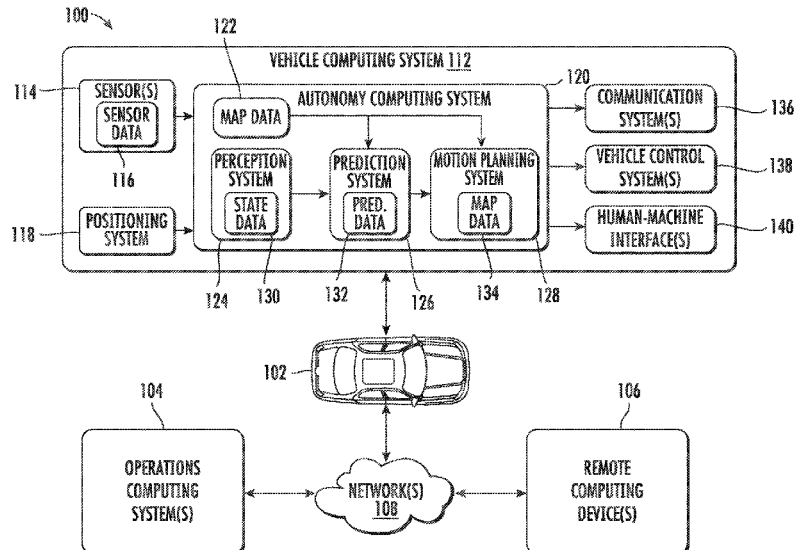 100
122
VEHICLE COMPUTING SYSTEM 112
120
114
SENSOR(S)
SENSOR
DATA
116
AUTONOMY COMPUTING SYSTEM
MAP DATA
COMMUNICATION
SYSTEM(S)
136
PERCEPTION
SYSTEM
STATE
DATA
PREDICTION
SYSTEM
PRED.
DATA
MOTION PLANNING
SYSTEM
MAP
DATA
VEHICLE CONTROL
SYSTEM(S)
138
118
POSITIONING
SYSTEM
HUMAN-MACHINE
INTERFACE(S)
140
124
130
132
126
134
128
102
104
106
OPERATIONS
COMPUTING
SYSTEM(S)
NETWORK(S)
108
REMOTE
COMPUTING
DEVICE(S)